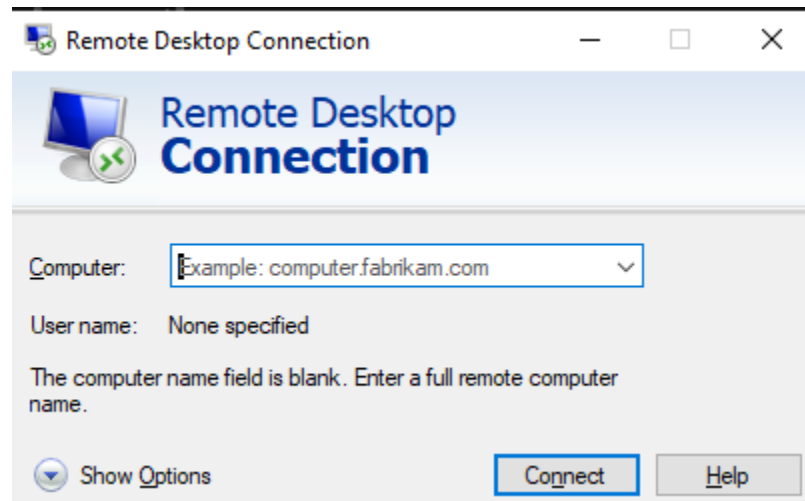 Remote Desktop Connection
Remote Desktop
Connection
Computer: Example: computer.fabrikam.com
User name: None specified
The computer name field is blank. Enter a full remote computer
name.
Show Options Connect Help